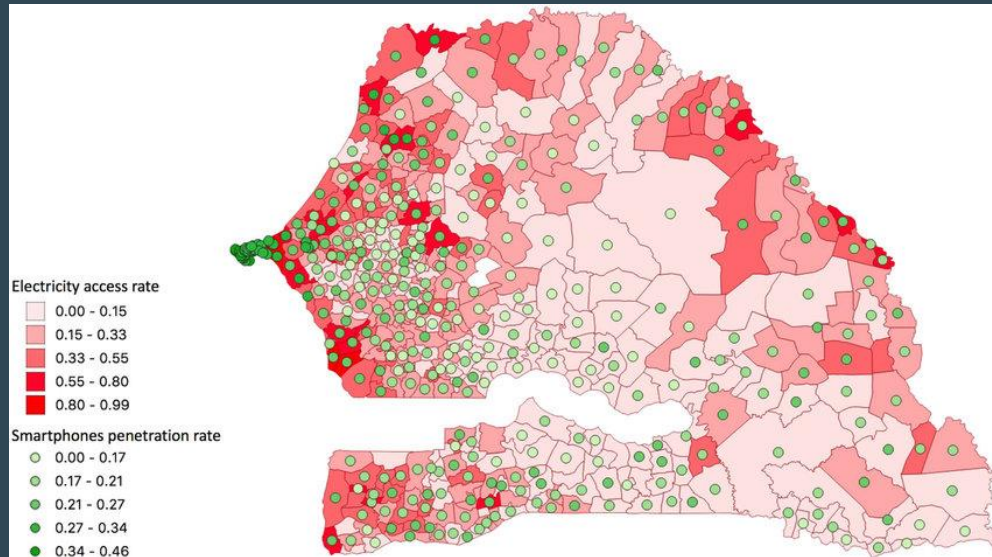 Electricity access rate
0.00 - 0.15
0.15 - 0.33
0.33 - 0.55
0.55 - 0.80
0.80 - 0.99
Smartphones penetration rate
0.00 - 0.17
0.17 - 0.21
0.21 - 0.27
0.27 - 0.34
0.34 - 0.46